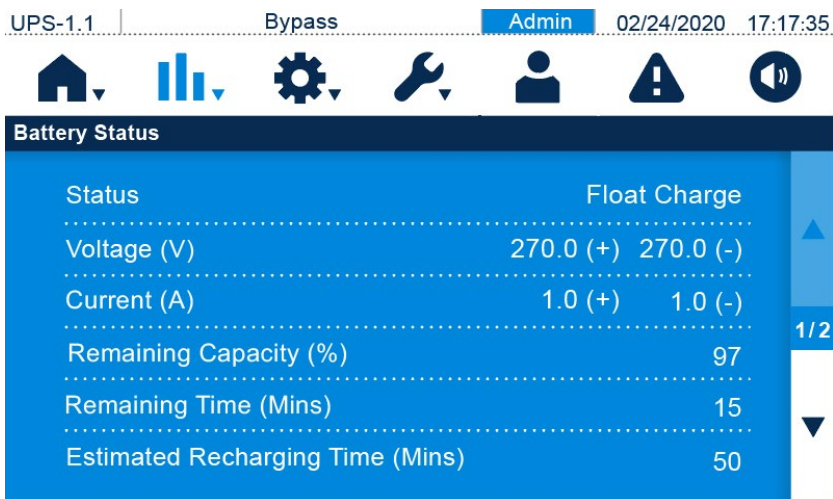 UPS-1.1 Bypass Admin 02/24/2020 17:17:35
Battery Status
Status Float Charge
Voltage (V) 270.0 (+) 270.0 (-)
Current (A) 1.0 (+) 1.0 (-)
1/2
Remaining Capacity (%) 97
Remaining Time (Mins) 15
Estimated Recharging Time (Mins) 50